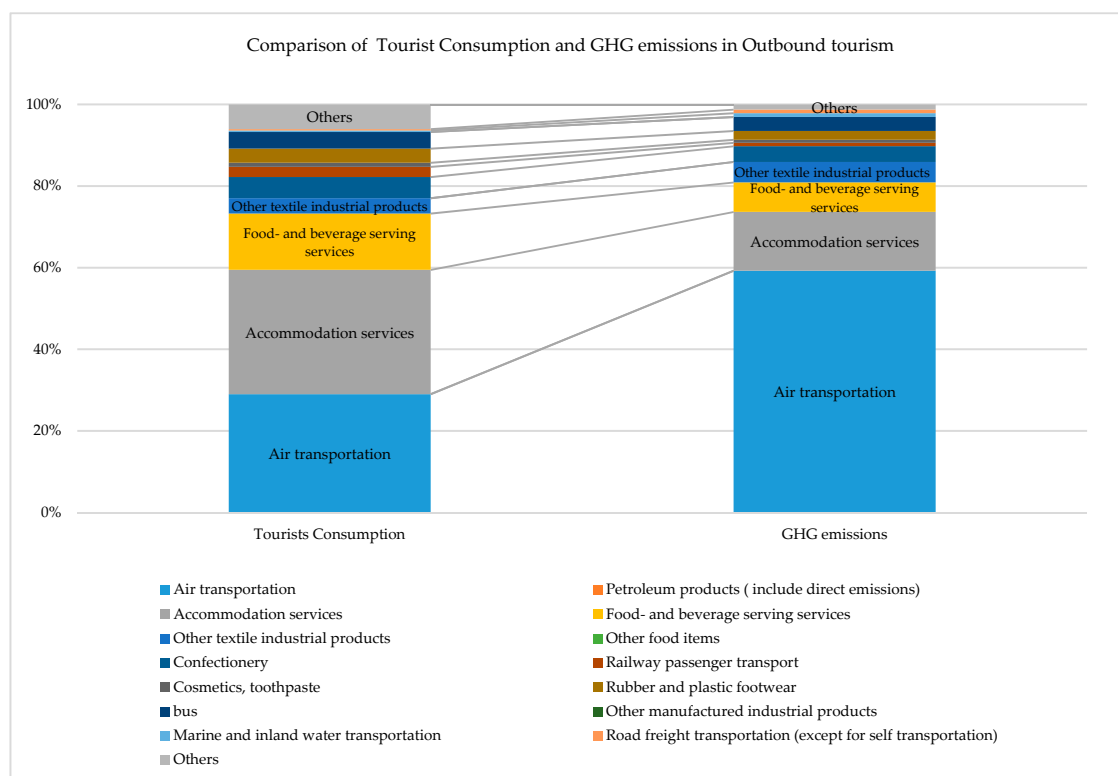 Comparison of Tourist Consumption and GHG emissions in Outbound tourism
100%
80%
60%
40%
20%
0%
Others
Other textile industrial products
Food- and beverage serving
services
Accommodation services
Air transportation
Others
Other textile industrial products
Food- and beverage serving
services
Accommodation services
Air transportation
Tourists Consumption
GHG emissions
Air transportation
Petroleum products ( include direct emissions)
Accommodation services
Food- and beverage serving services
Other textile industrial products
Other food items
Confectionery
Railway passenger transport
Cosmetics, toothpaste
Rubber and plastic footwear
bus
Other manufactured industrial products
Marine and inland water transportation
Road freight transportation (except for self transportation)
Others